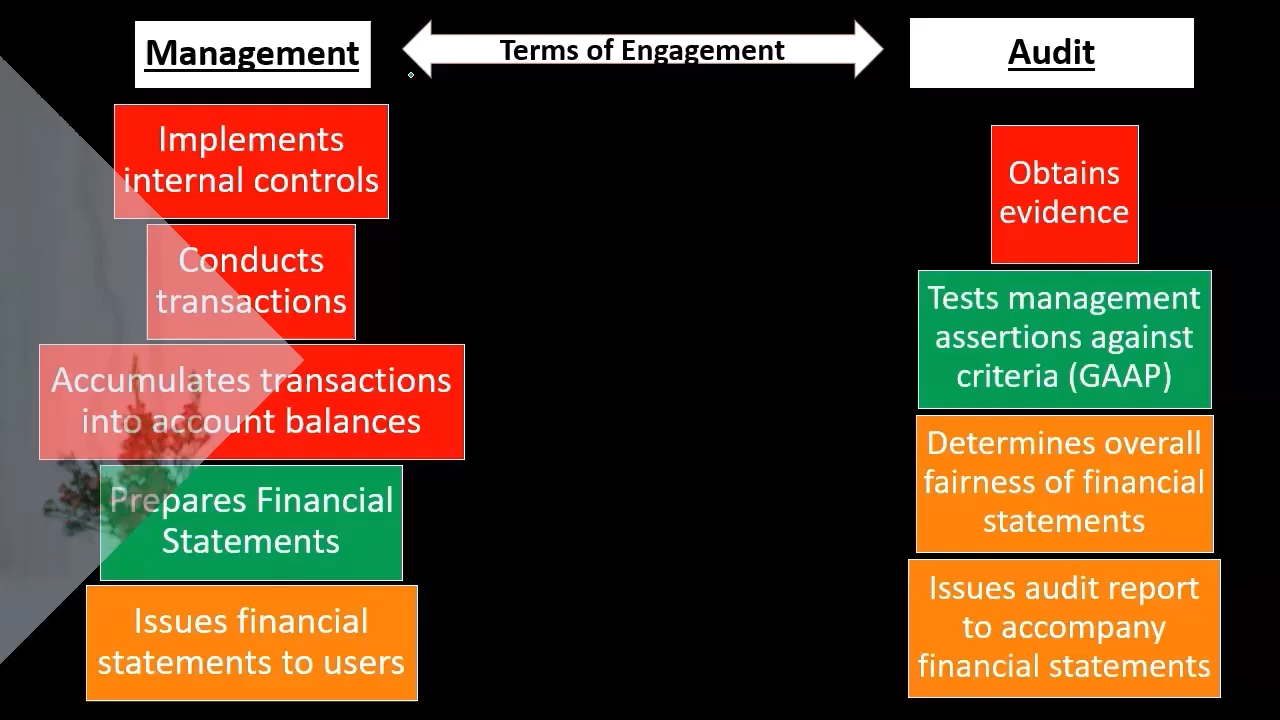 Management
Terms of Engagement
Audit
Implements
internal controls
Conducts
transactions
Accumulates transactions
into account balances
Prepares Financial
Statements
Issues financial
statements to users
Obtains
evidence
Tests management
assertions against
criteria (GAAP)
Determines overall
fairness of financial
statements
Issues audit report
to accompany
financial statements